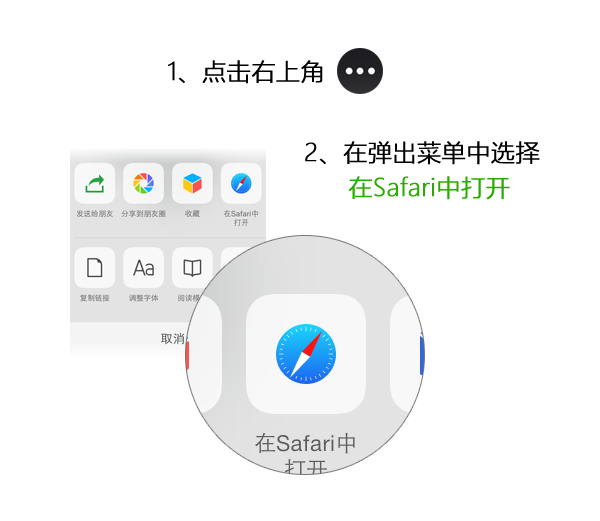 1、点击右上角
2、在弹出菜单中选择
在Safari中打开
发送给朋友
分享到朋友圈
收藏
在Safari中
打开
复制链接
调整字体
阅读模
取消
在Safari中
打开